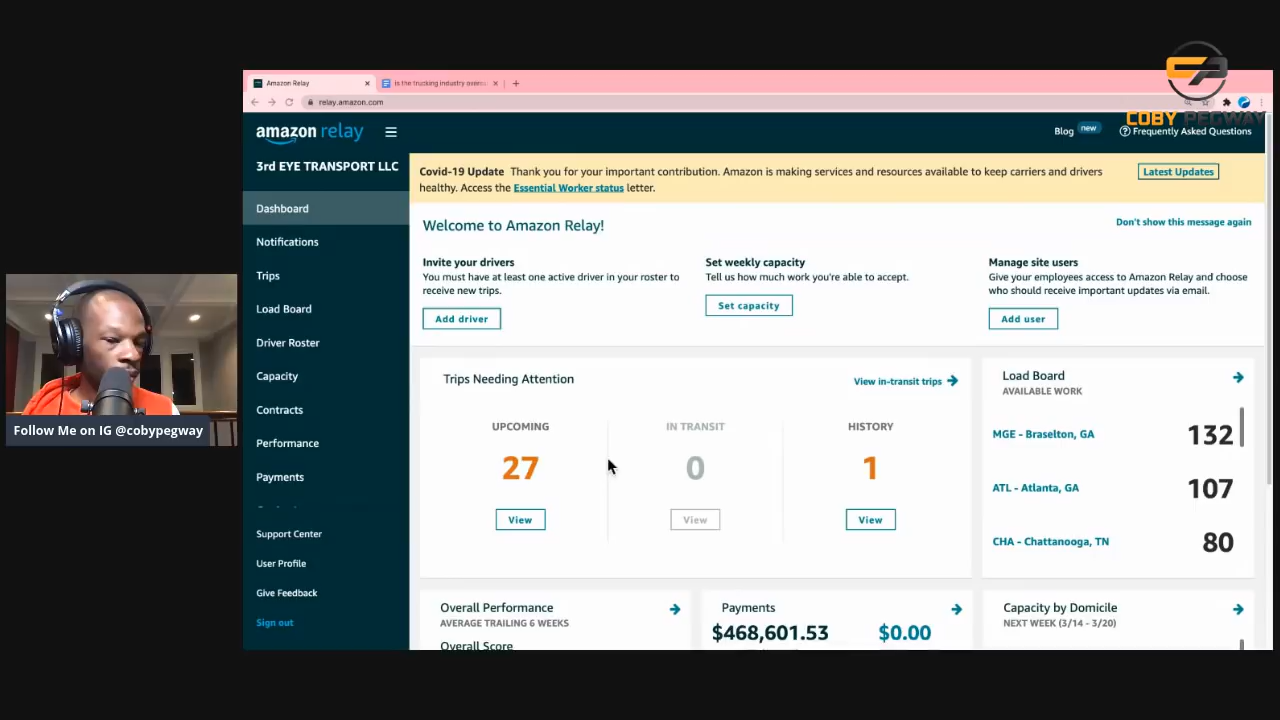 COBY PEGWAY
Amazon Relay
is the trucking industry overs
relay.amazon.com
amazon relay
Blog new
Frequently Asked Questions
3rd EYE TRANSPORT LLC
Covid-19 Update Thank you for your important contribution. Amazon is making services and resources available to keep carriers and drivers
healthy. Access the Essential Worker status letter.
Latest Updates
Dashboard
Notifications
Trips
Load Board
Driver Roster
Capacity
Contracts
Performance
Payments
Support Center
User Profile
Give Feedback
Sign out
Welcome to Amazon Relay!
Don't show this message again
Invite your drivers
You must have at least one active driver in your roster to
receive new trips.
Add driver
Set weekly capacity
Tell us how much work you're able to accept.
Set capacity
Manage site users
Give your employees access to Amazon Relay and choose
who should receive important updates via email.
Add user
Trips Needing Attention
View in-transit trips
UPCOMING
27
View
IN TRANSIT
0
View
HISTORY
1
View
Load Board
AVAILABLE WORK
MGE - Braselton, GA 132
ATL - Atlanta, GA 107
CHA - Chattanooga, TN 80
Overall Performance
AVERAGE TRAILING 6 WEEKS
Overall Score
Payments
$468,601.53 $0.00
Capacity by Domicile
NEXT WEEK (3/14 - 3/20)
Follow Me on IG @cobypegway